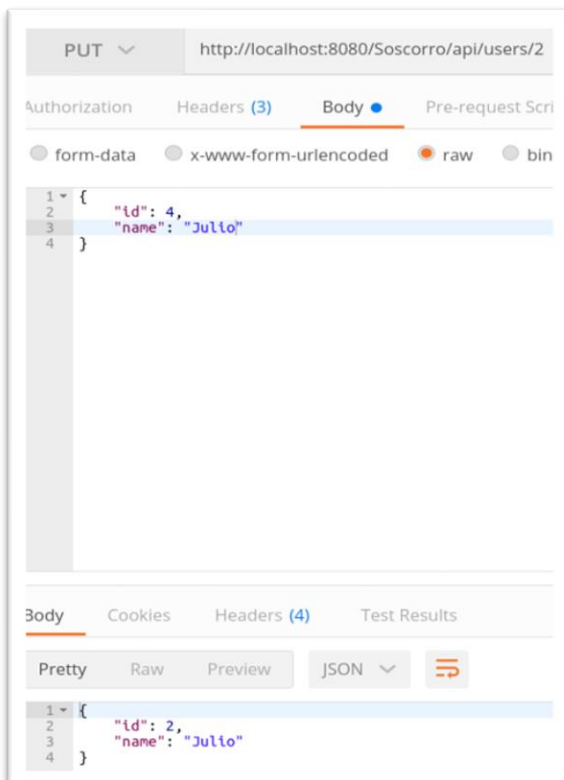 PUT http://localhost:8080/Soscorro/api/users/2
Authorization Headers (3) Body Pre-request Scri
form-data x-www-form-urlencoded raw bin
1 {
2 "id": 4,
3 "name": "Julio"
4 }
Body Cookies Headers (4) Test Results
Pretty Raw Preview JSON
1 {
2 "id": 2,
3 "name": "Julio"
4 }